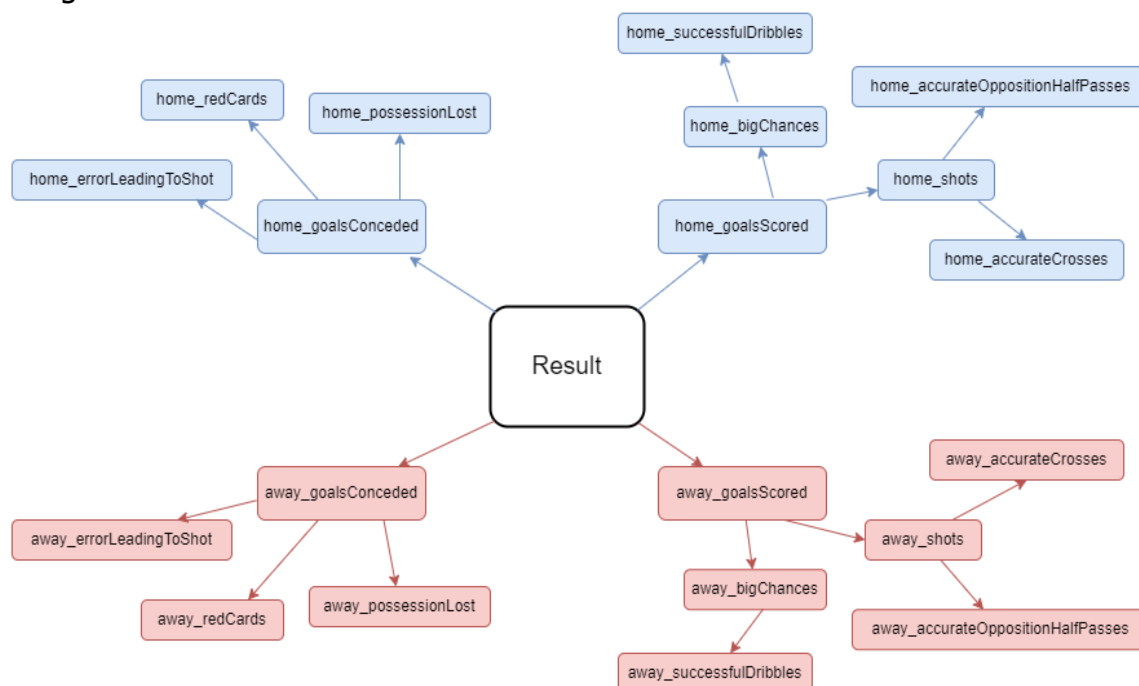 home_successfulDribbles
home_redCards
home_accurateOppositionHalfPasses
home_possessionLost
home_bigChances
home_errorLeadingToShot
home_shots
home_goalsConceded
home_goalsScored
home_accurateCrosses
Result
away_accurateCrosses
away_goalsConceded
away_goalsScored
away_errorLeadingToShot
away_shots
away_bigChances
away_possessionLost
away_redCards
away_accurateOppositionHalfPasses
away_successfulDribbles